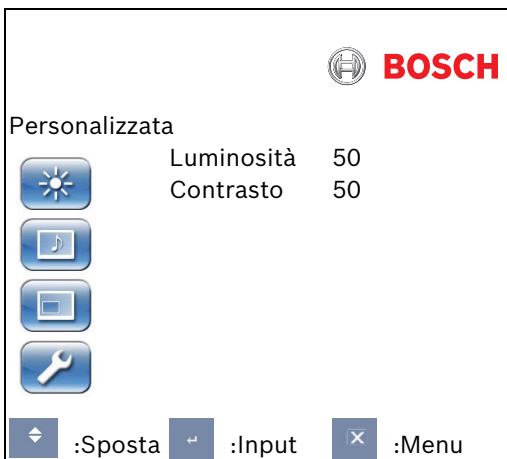 BOSCH
Personalizzata
Luminosità 50
Contrasto 50
:Sposta :Input :Menu